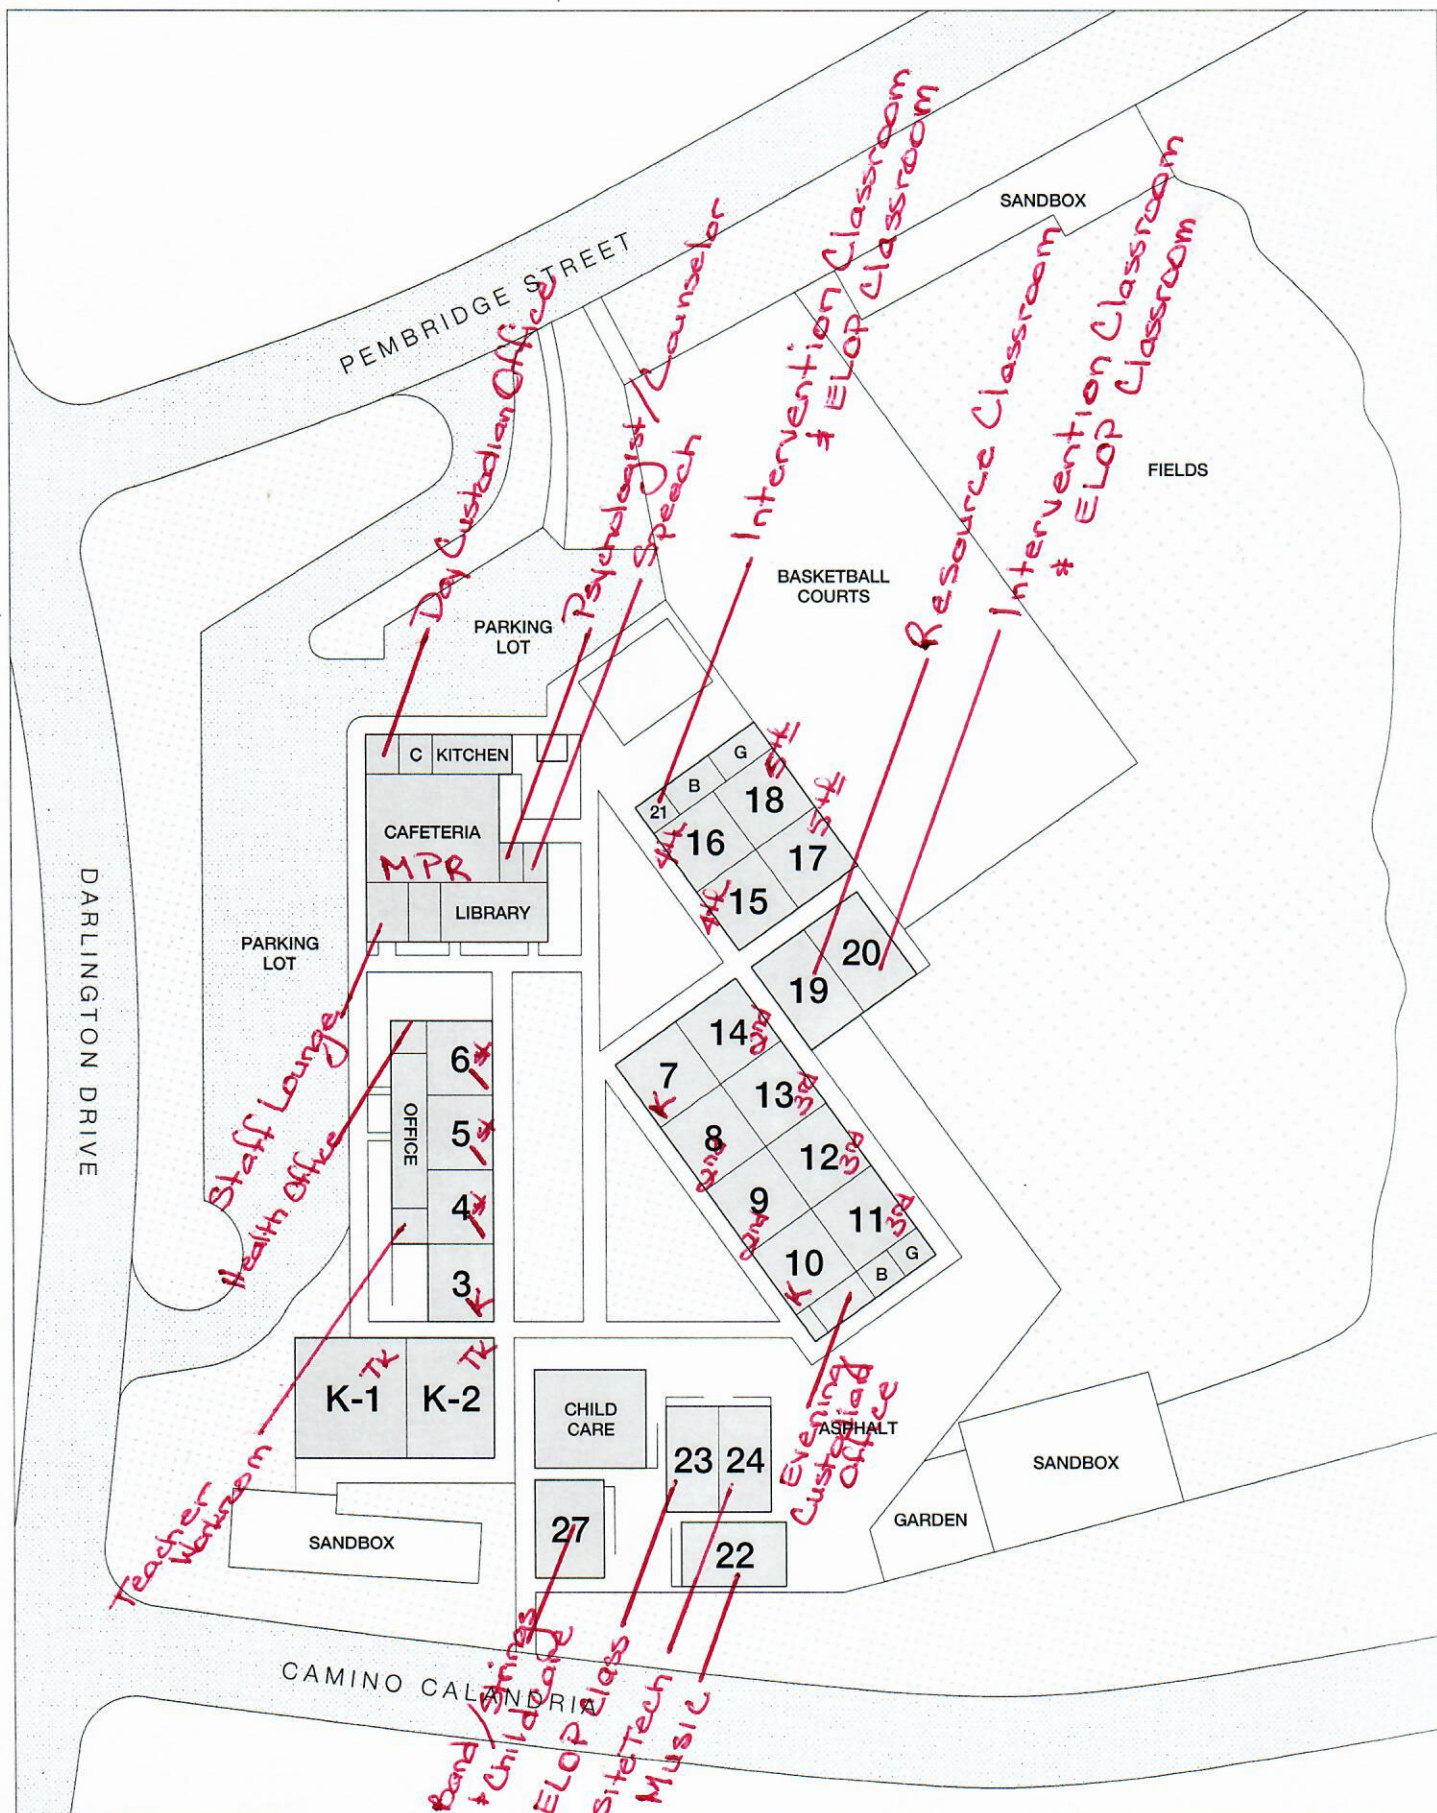 PEMBRIDGE STREET
SANDBOX
FIELDS
BASKETBALL
COURTS
PARKING
LOT
Day Custodian Office
Psychologist / Counselor
Speech
Intervention Classroom
* ELOP Classroom
Resource Classroom
Intervention Classroom
* ELOP Classroom
C
KITCHEN
CAFETERIA
MPR
LIBRARY
21
B
G
18
5th
16
4th
17
5th
15
4th
20
19
DARLINGTON DRIVE
PARKING
LOT
Staff Lounge
Health Office
OFFICE
6
1st
5
1st
4
1st
3
K
14
2nd
7
K
13
3rd
8
2nd
12
3rd
9
2nd
11
3rd
10
K
B
G
K-1
TK
K-2
TK
CHILD
CARE
23
24
27
22
Evening
Custodian
Office
ASPHALT
GARDEN
SANDBOX
SANDBOX
Teacher
Workroom
CAMINO CALANDRIA
Band / Strings
* Childcare
ELOP Class
Site Tech
Music